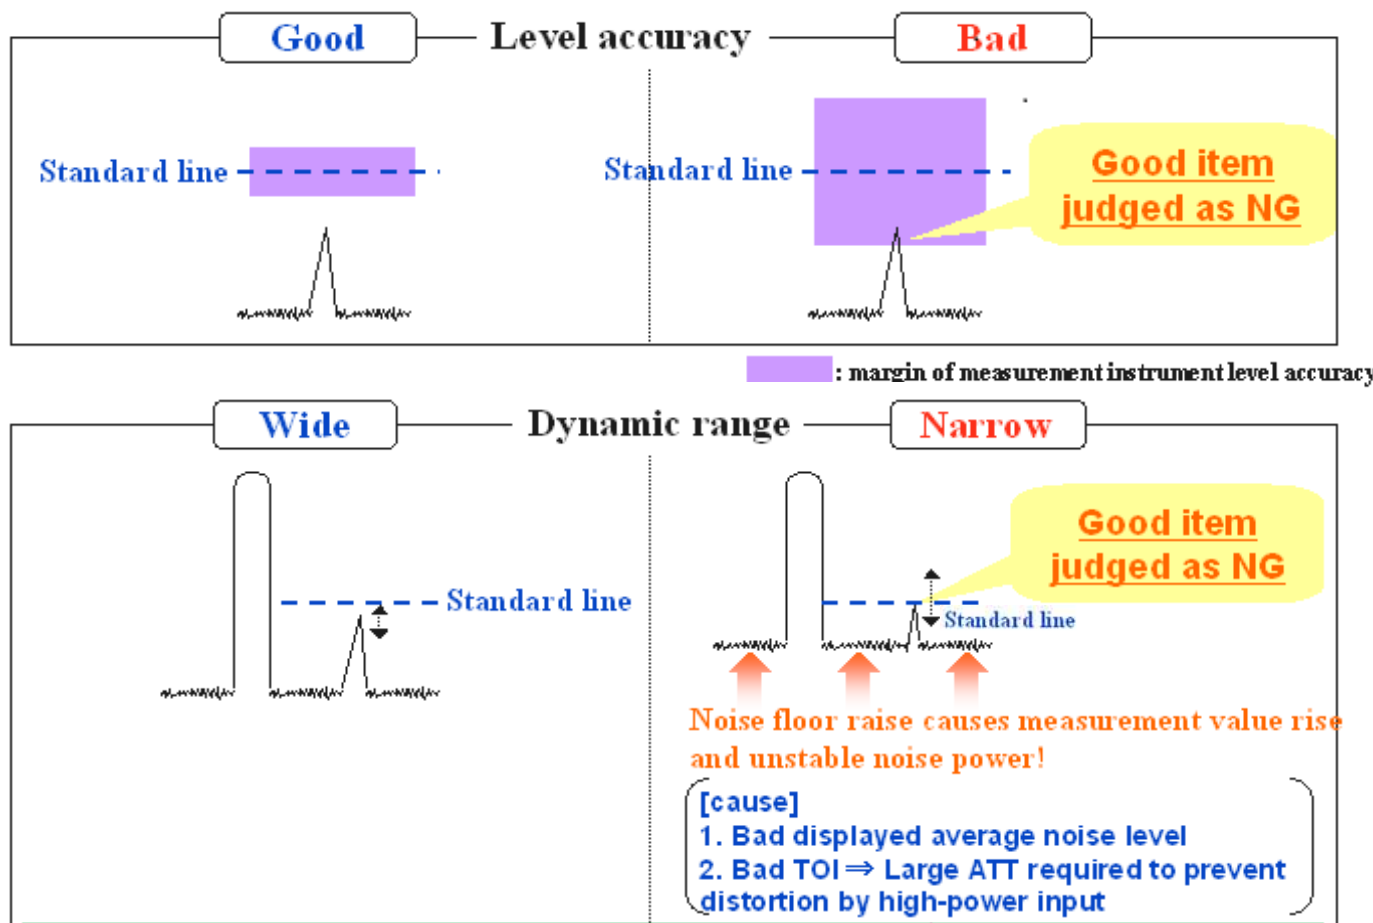 Good
Level accuracy
Bad
Standard line
Standard line
Good item
judged as NG
: margin of measurement instrument level accuracy
Wide
Dynamic range
Narrow
Standard line
Good item
judged as NG
Standard line
Noise floor raise causes measurement value rise
and unstable noise power!
[cause]
1. Bad displayed average noise level
2. Bad TOI ⇒ Large ATT required to prevent
distortion by high-power input